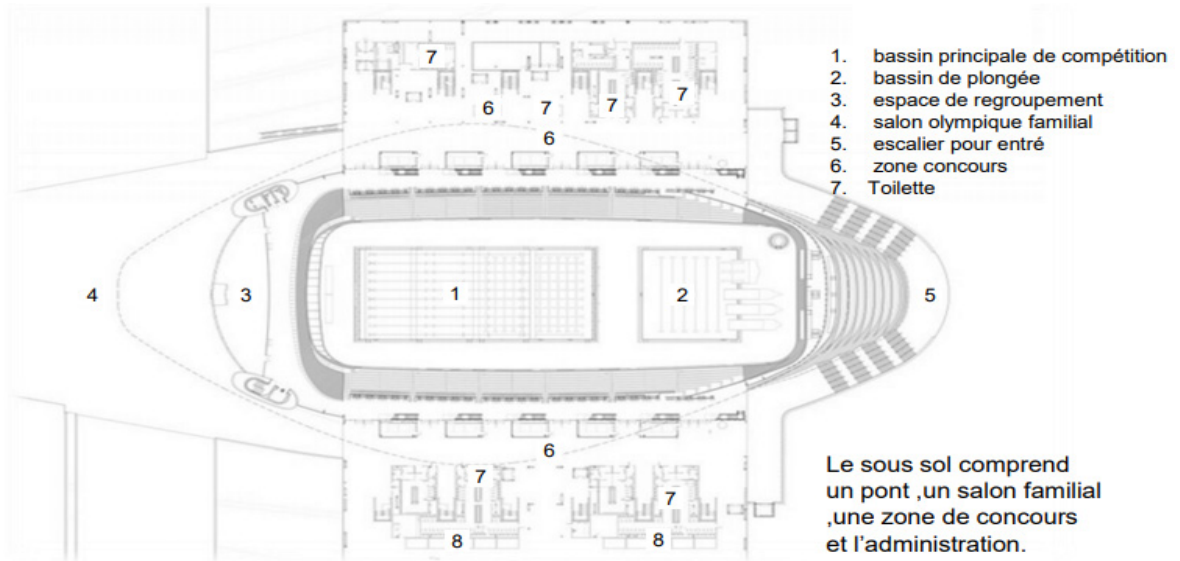 7
6
7
7
7
6
4
3
1
2
5
6
7
7
8
8
1. bassin principale de compétition
2. bassin de plongée
3. espace de regroupement
4. salon olympique familial
5. escalier pour entré
6. zone concours
7. Toilette
Le sous sol comprend
un pont ,un salon familial
,une zone de concours
et l’administration.